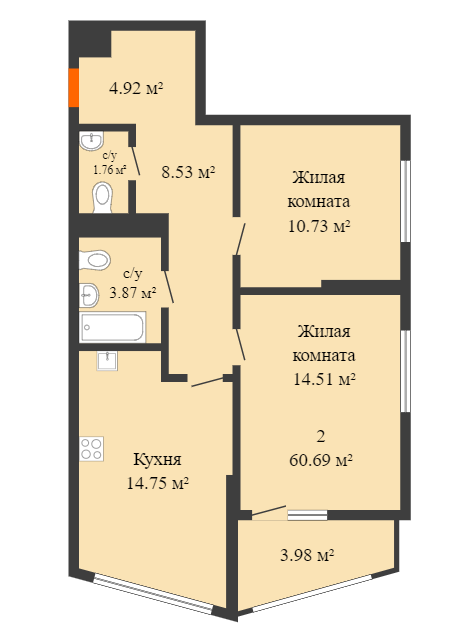 4.92 м²
с/у
1.76 м²
8.53 м²
Жилая
комната
10.73 м²
с/у
3.87 м²
Жилая
комната
14.51 м²
2
60.69 м²
Кухня
14.75 м²
3.98 м²